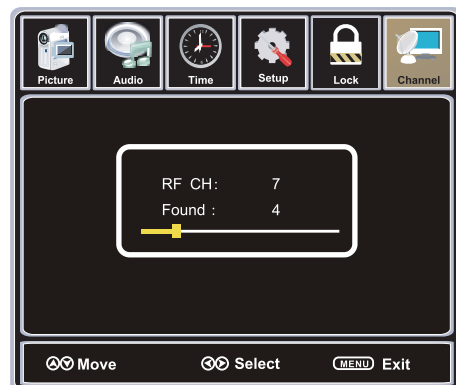 Picture Audio Time Setup Lock Channel
RF CH: 7
Found : 4
Move Select MENU Exit